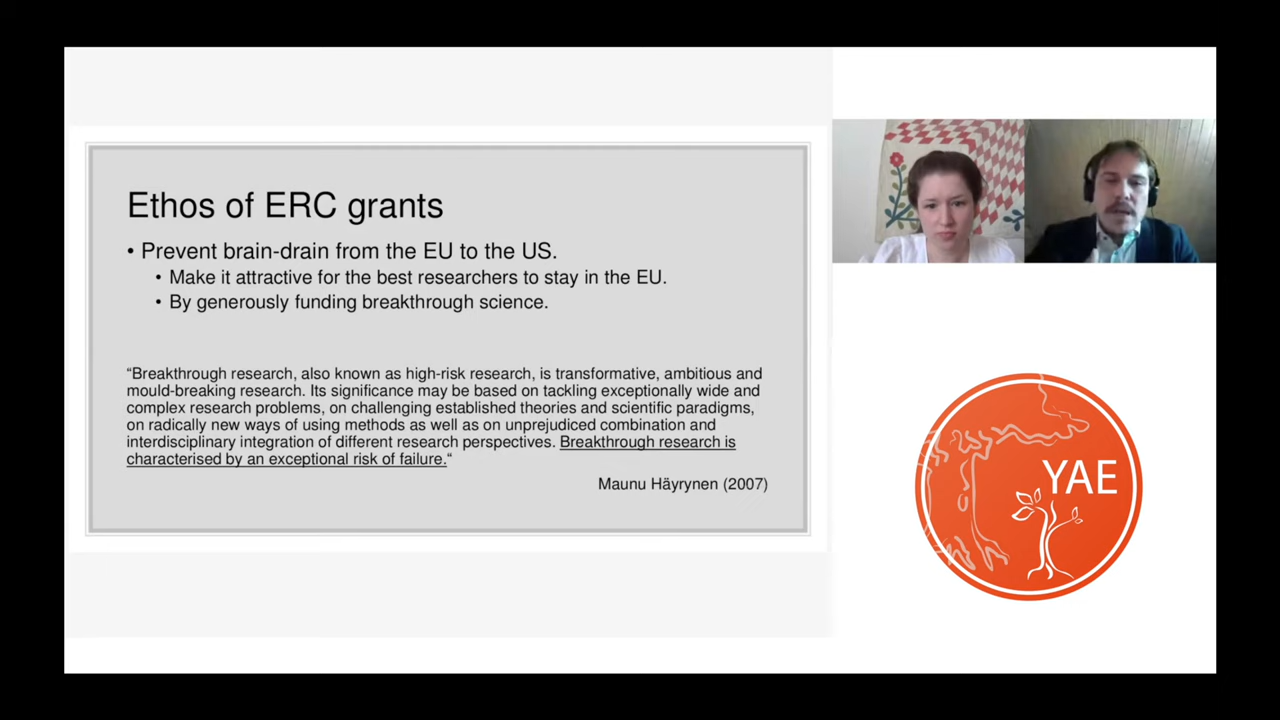 Ethos of ERC grants
• Prevent brain-drain from the EU to the US.
• Make it attractive for the best researchers to stay in the EU.
• By generously funding breakthrough science.
“Breakthrough research, also known as high-risk research, is transformative, ambitious and
mould-breaking research. Its significance may be based on tackling exceptionally wide and
complex research problems, on challenging established theories and scientific paradigms,
on radically new ways of using methods as well as on unprejudiced combination and
interdisciplinary integration of different research perspectives. Breakthrough research is
characterised by an exceptional risk of failure.“
Maunu Häyrynen (2007)
YAE